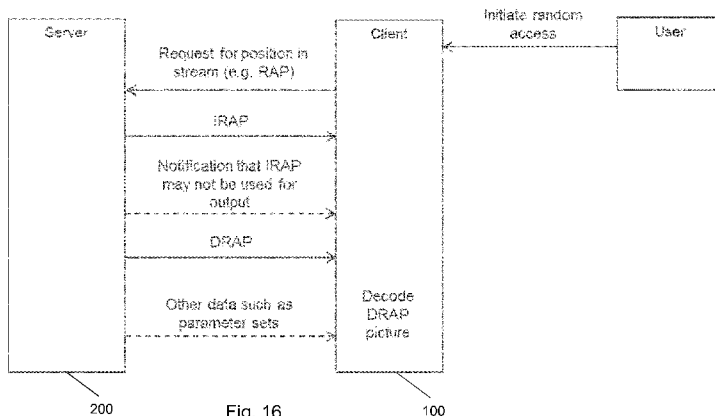 Server
Client
User
Initiate random
access
Request for position in
stream (e.g. RAP)
IRAP
Notification that IRAP
may not be used for
output
DRAP
Other data such as
parameter sets
Decode
DRAP
picture
200
Fig. 16
100